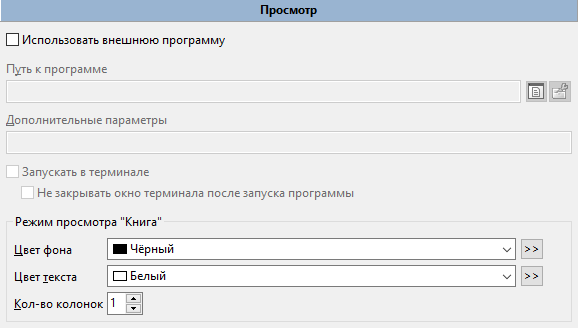 Просмотр
Использовать внешнюю программу
Путь к программе
Дополнительные параметры
Запускать в терминале
Не закрывать окно терминала после запуска программы
Режим просмотра "Книга"
Цвет фона Чёрный >>
Цвет текста Белый >>
Кол-во колонок 1